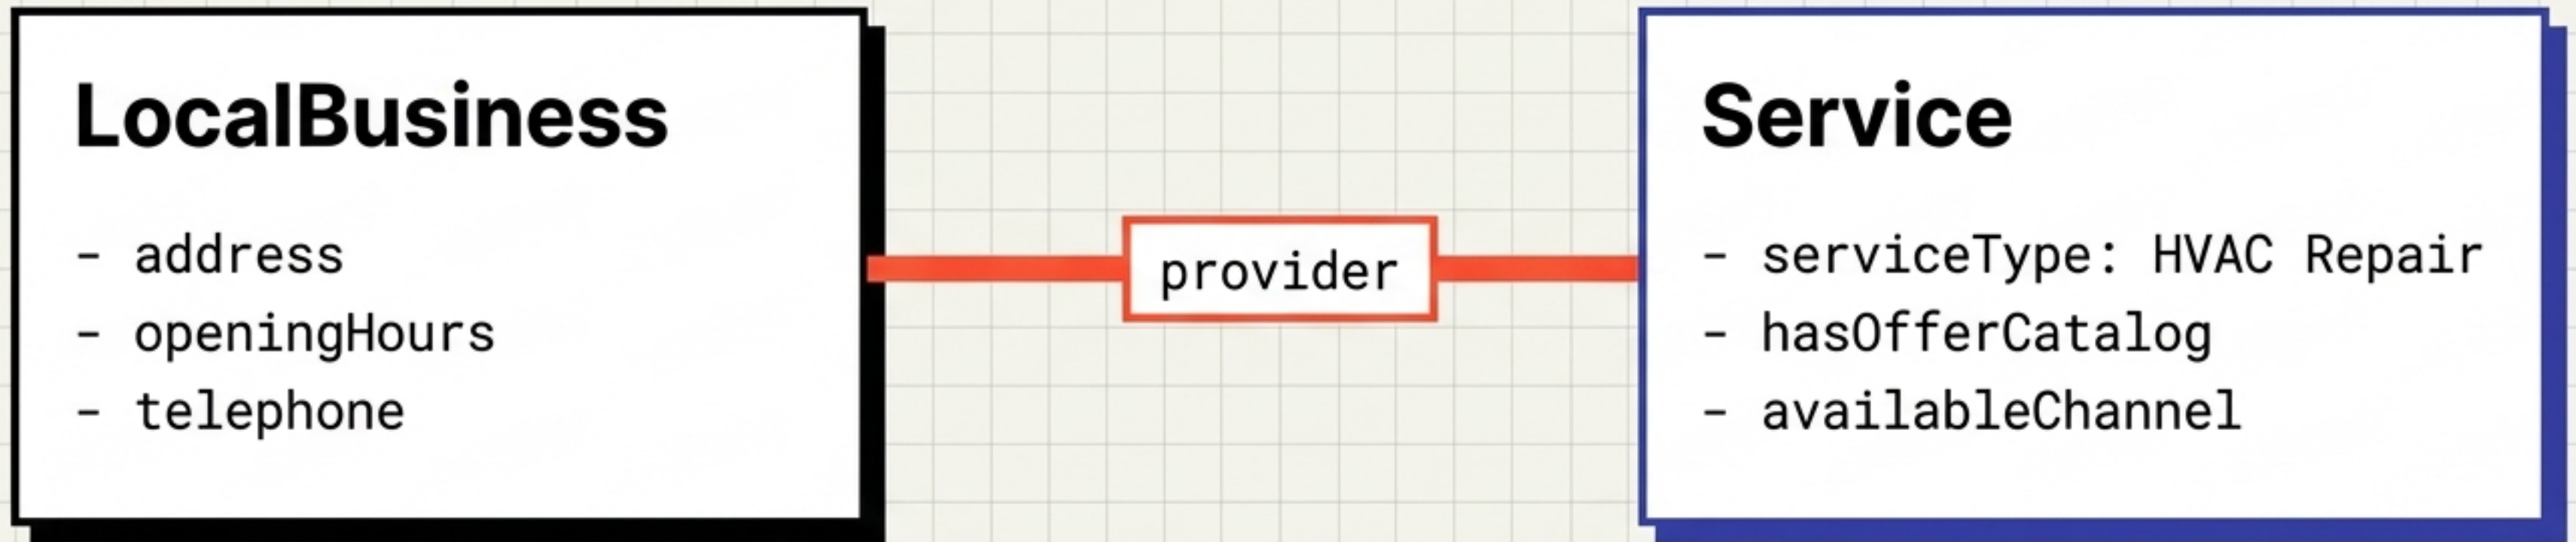 LocalBusiness
- address
- openingHours
- telephone
provider
Service
- serviceType: HVAC Repair
- hasOfferCatalog
- availableChannel